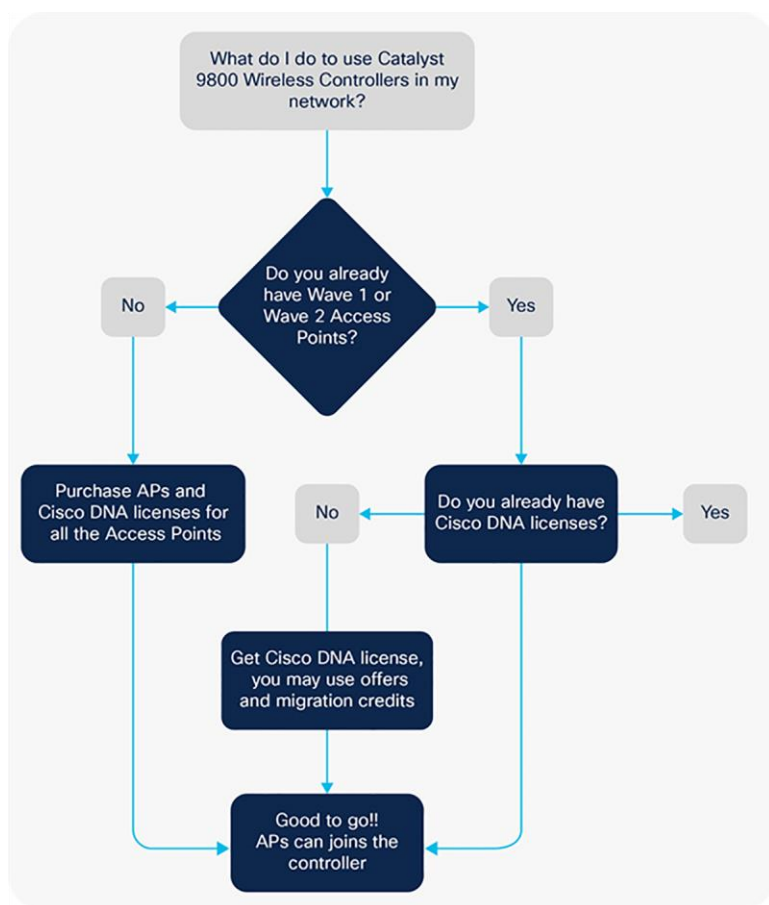 What do I do to use Catalyst
9800 Wireless Controllers in my
network?
Do you already
have Wave 1 or
Wave 2 Access
Points?
No
Yes
Purchase APs and
Cisco DNA licenses for
all the Access Points
No
Do you already have
Cisco DNA licenses?
Yes
Get Cisco DNA license,
you may use offers
and migration credits
Good to go!!
APs can joins the
controller